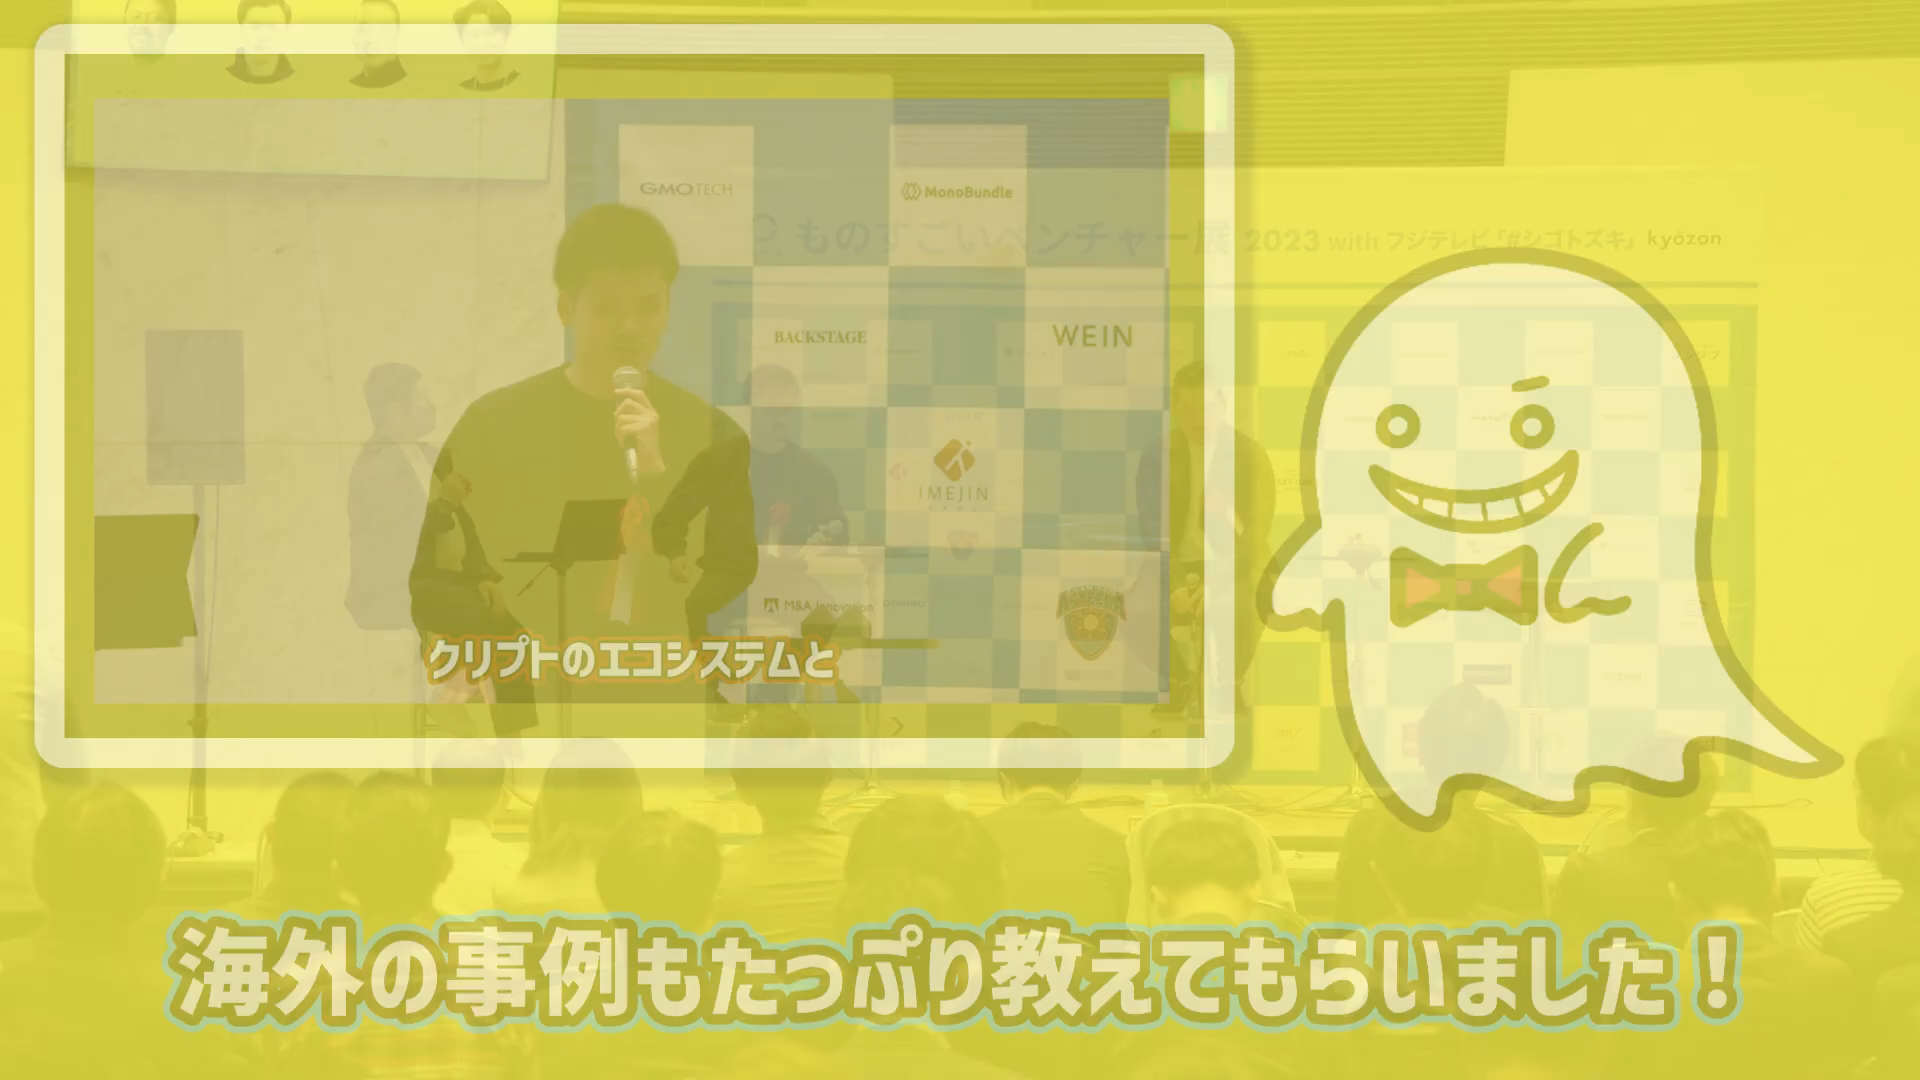 GMO TECH
MonoBundle
ものすごいベンチャー展 2023 with フジテレビ「#シゴトズキ」 kyōzon
BACKSTAGE
WEIN
IMEJIN
M&A Innovation
クリプトのエコシステムと
海外の事例もたっぷり教えてもらいました！